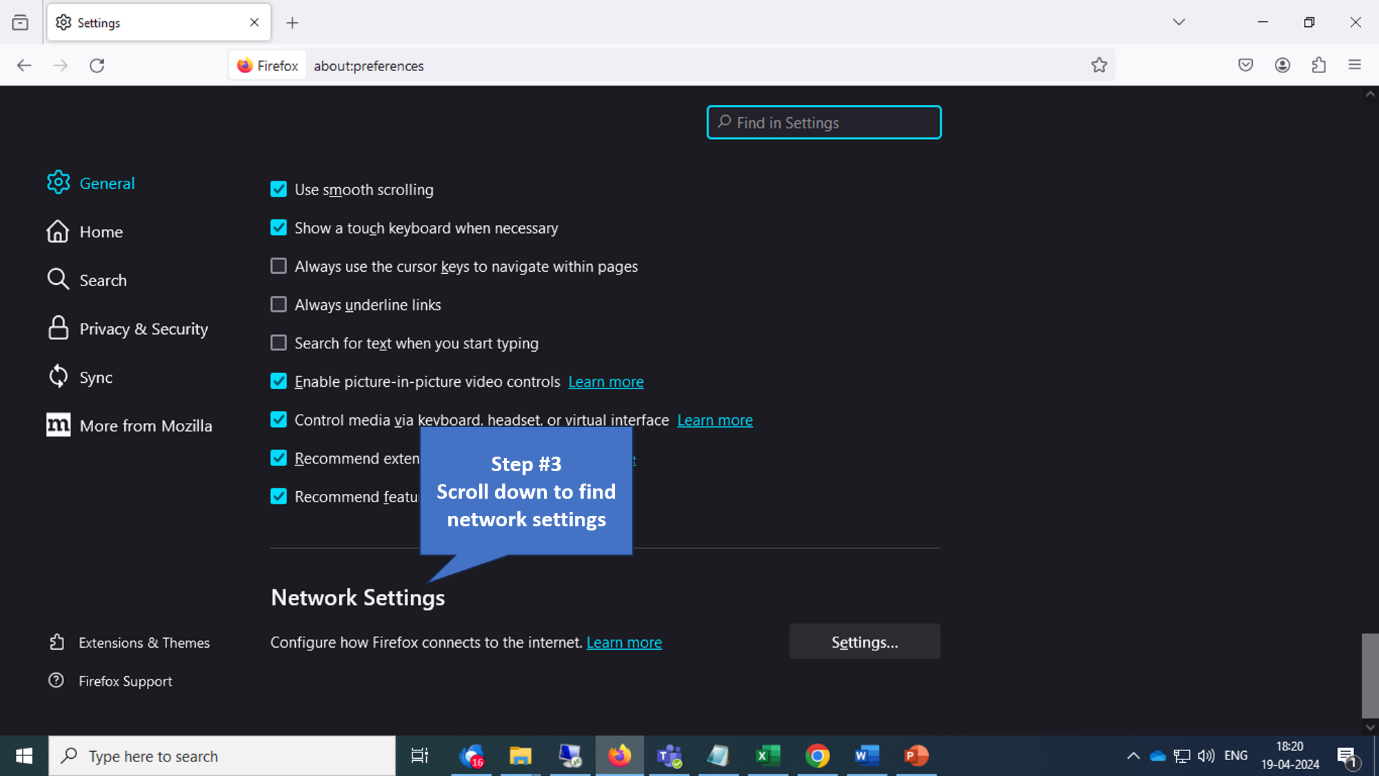 Settings
Firefox
about:preferences
Find in Settings
General
Home
Search
Privacy & Security
Sync
m More from Mozilla
Extensions & Themes
Firefox Support
Use smooth scrolling
Show a touch keyboard when necessary
Always use the cursor keys to navigate within pages
Always underline links
Search for text when you start typing
Enable picture-in-picture video controls Learn more
Control media via keyboard, headset, or virtual interface Learn more
Recommend
Recommend
Step #3
Scroll down to find
network settings
Network Settings
Configure how Firefox connects to the internet. Learn more
Settings...
Type here to search
16
ENG
18:20
19-04-2024
1